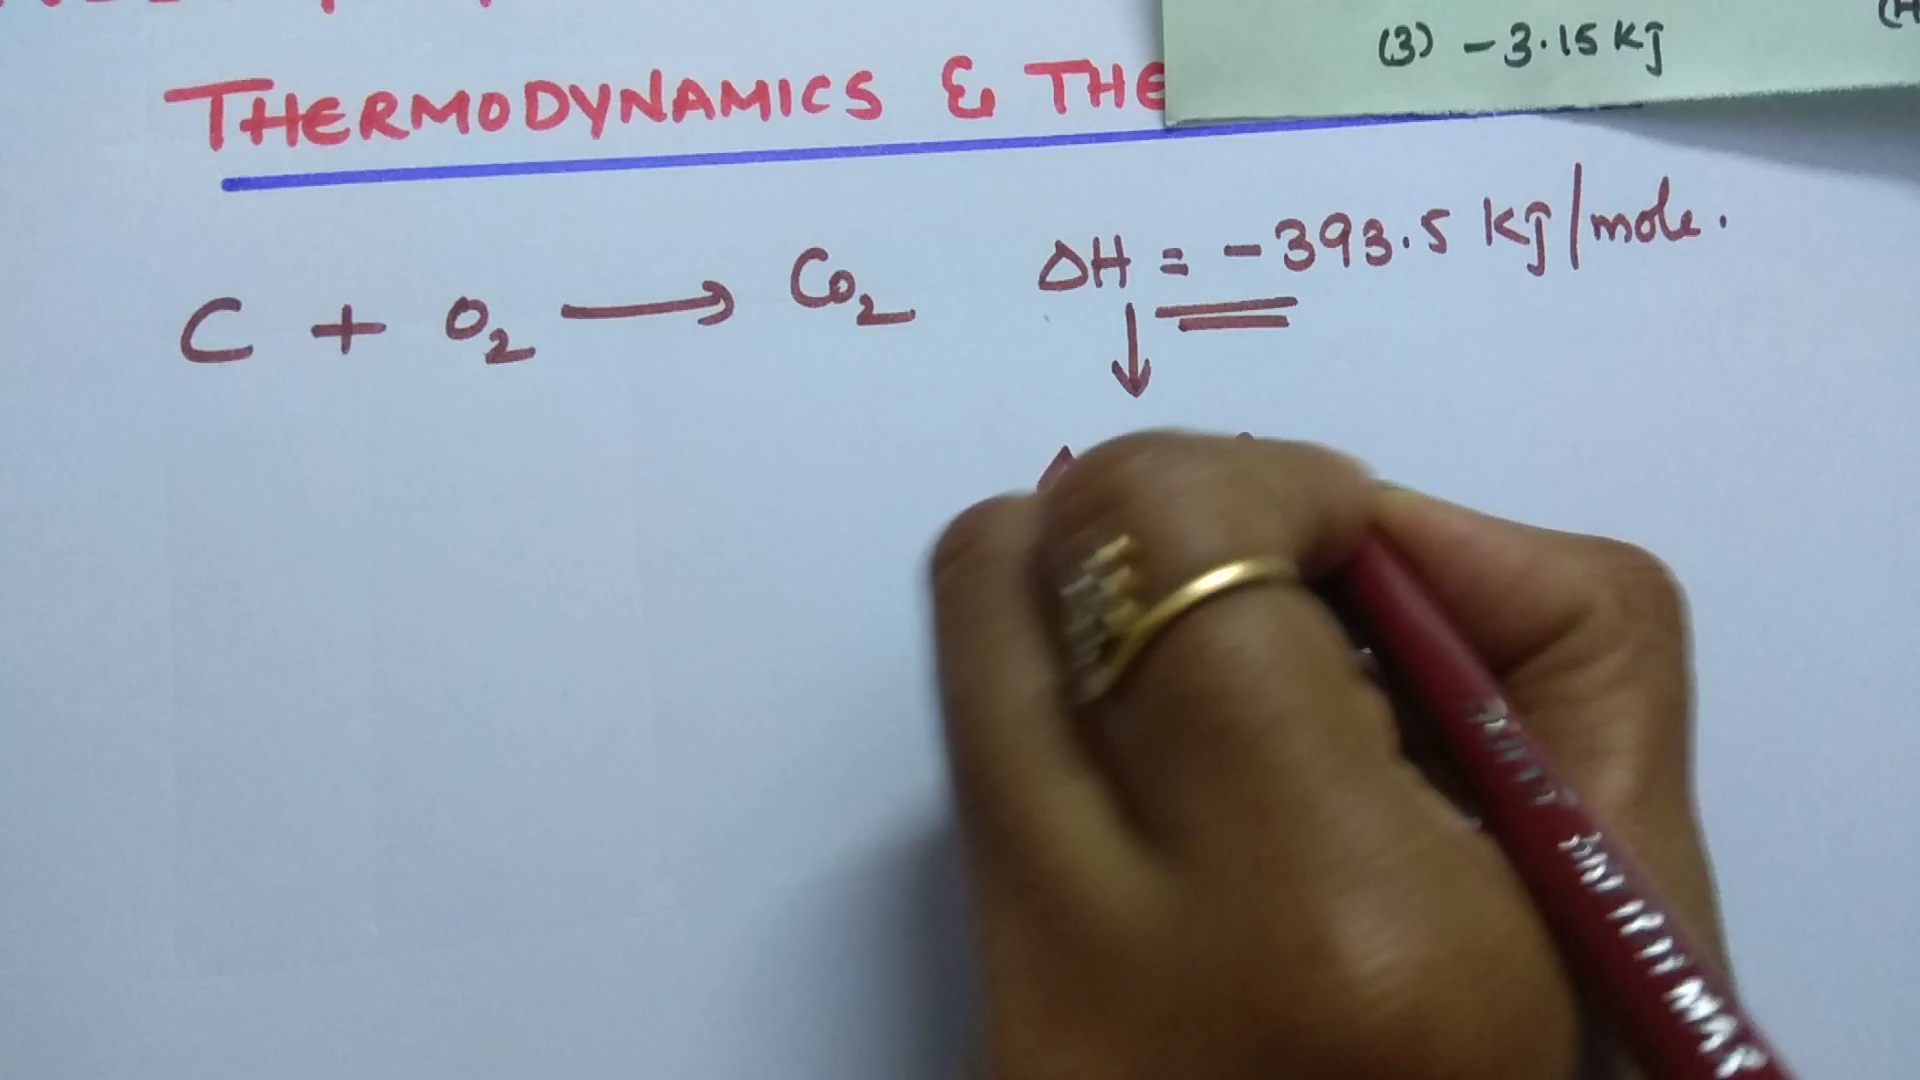 (3) -3.15 KJ
THERMODYNAMICS & THE
C + O₂ ⟶ CO₂ ΔH = -393.5 KJ/mole.